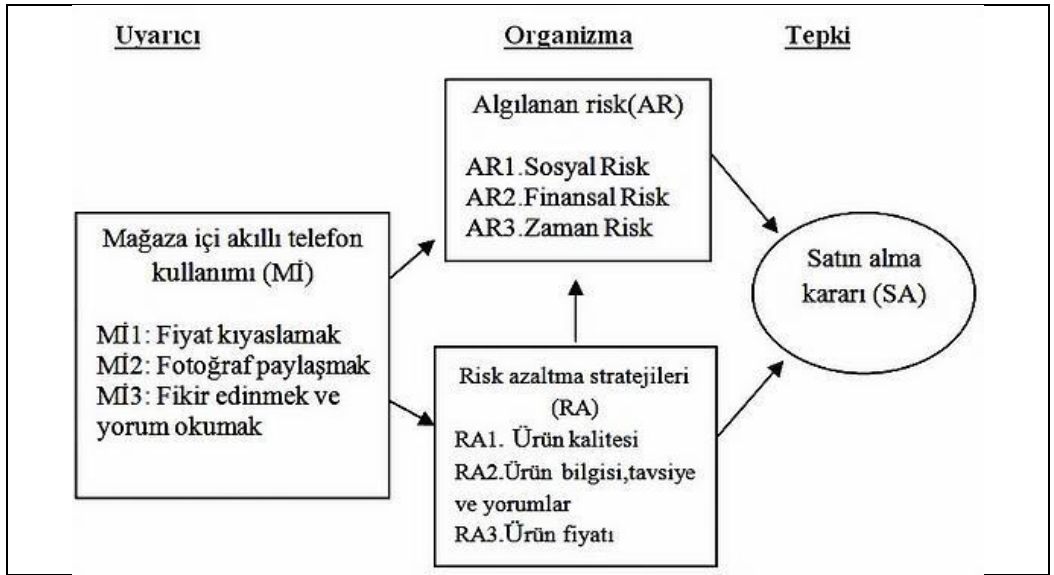 Uyarıcı
Organizma
Tepki
Algılanan risk(AR)
AR1.Sosyal Risk
AR2.Finansal Risk
AR3.Zaman Risk
Mağaza içi akıllı telefon
kullanımı (Mİ)
Mİ1: Fiyat kıyaslamak
Mİ2: Fotoğraf paylaşmak
Mİ3: Fikir edinmek ve
yorum okumak
Risk azaltma stratejileri
(RA)
RA1. Ürün kalitesi
RA2.Ürün bilgisi,tavsiye
ve yorumlar
RA3.Ürün fiyatı
Satın alma
kararı (SA)